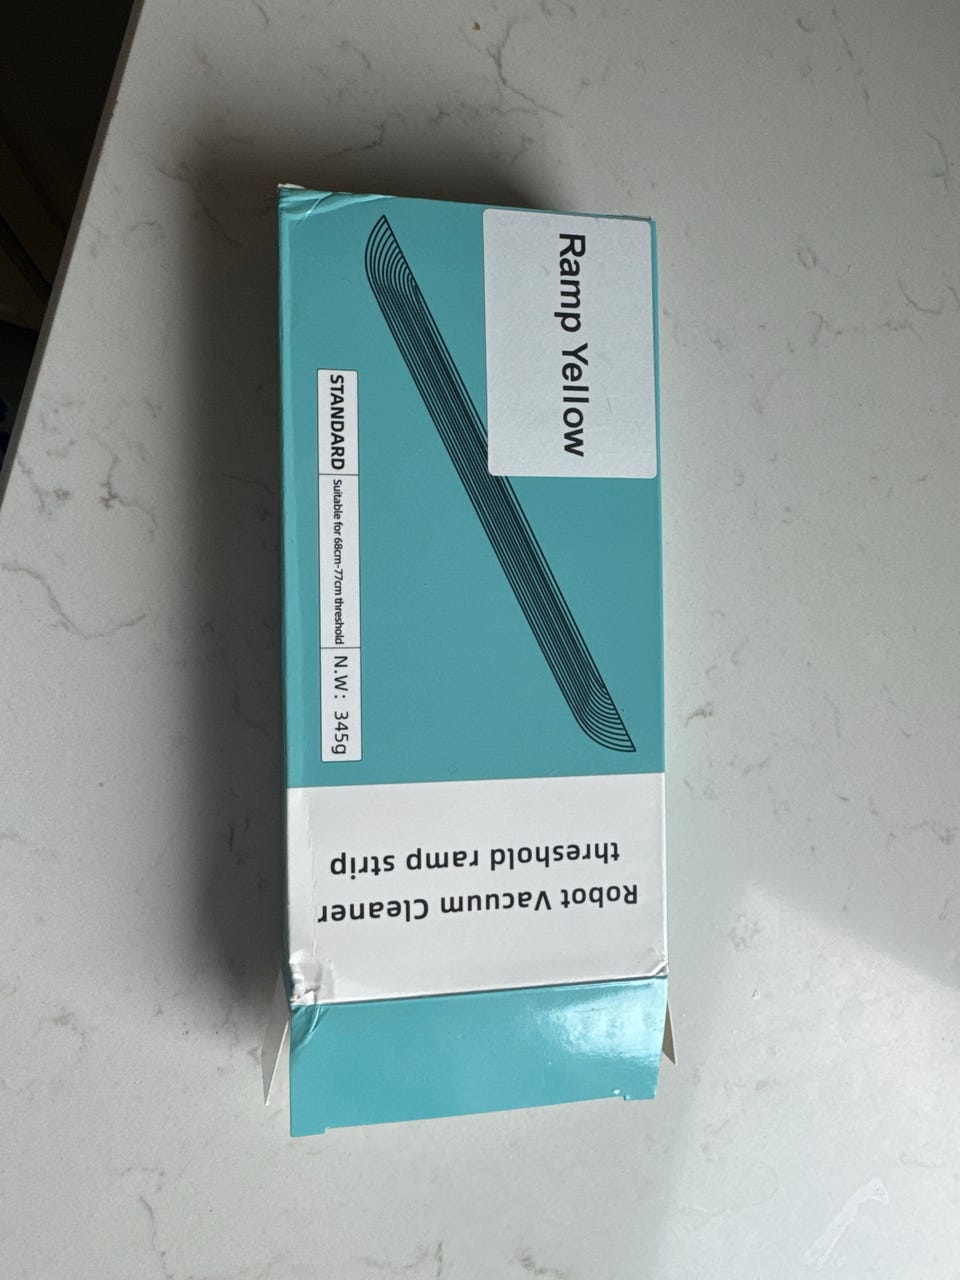 Ramp Yellow
STANDARD Suitable for 68cm-77cm threshold N.W: 345g
Robot Vacuum Cleaner
threshold ramp strip